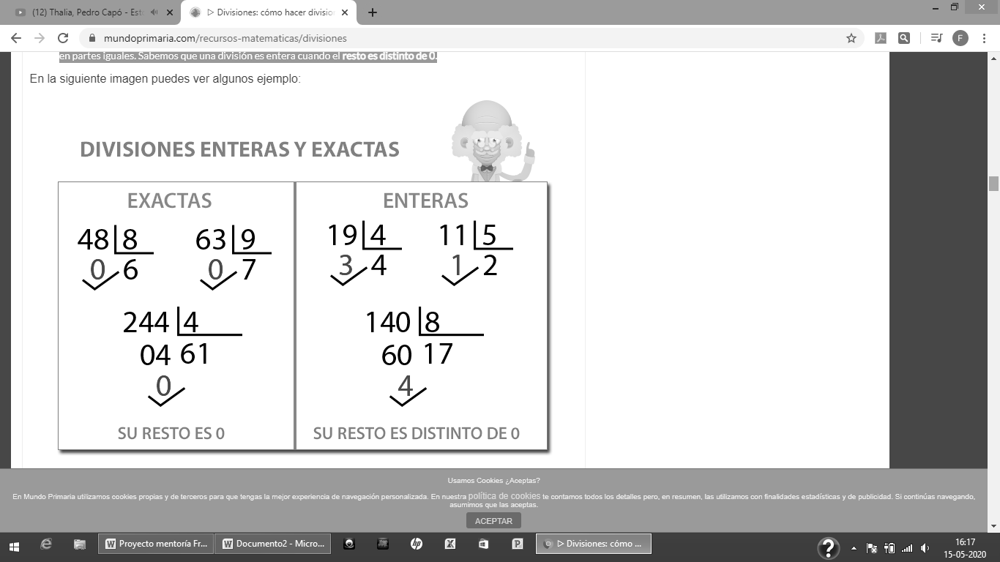 (12) Thalia, Pedro Capó - Est
▷ Divisiones: cómo hacer division
mundoprimaria.com/recursos-matematicas/divisiones
F
en partes iguales. Sabemos que una división es entera cuando el resto es distinto de 0.
En la siguiente imagen puedes ver algunos ejemplo:
DIVISIONES ENTERAS Y EXACTAS
EXACTAS
48 8
0 6
63 9
0 7
244 4
04 61
0
SU RESTO ES 0
ENTERAS
19 4
3 4
11 5
1 2
140 8
60 17
4
SU RESTO ES DISTINTO DE 0
Usamos Cookies ¿Aceptas?
En Mundo Primaria utilizamos cookies propias y de terceros para que tengas la mejor experiencia de navegación personalizada. En nuestra política de cookies te contamos todos los detalles pero, en resumen, las utilizamos con finalidades estadísticas y de publicidad. Si continúas navegando,
asumimos que las aceptas.
ACEPTAR
Proyecto mentoría Fr...
Documento2 - Micro...
▷ Divisiones: cómo ...
16:17
15-05-2020